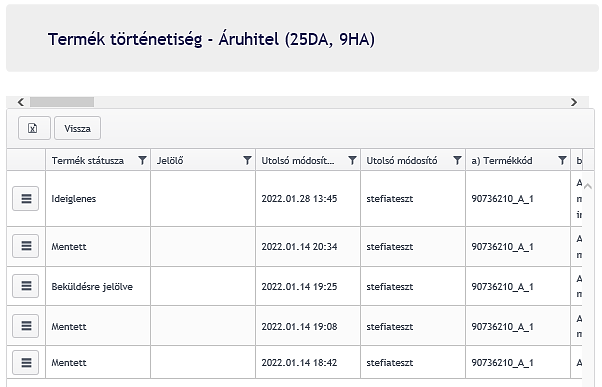 Termék történetiség - Áruhitel (25DA, 9HA)
Vissza
Termék státusza Jelölő Utolsó módosít... Utolsó módosító a) Termékkód b
Ideiglenes 2022.01.28 13:45 stefiateszt 90736210_A_1 A
m
in
Mentett 2022.01.14 20:34 stefiateszt 90736210_A_1 A
m
Beküldésre jelölve 2022.01.14 19:25 stefiateszt 90736210_A_1 A
m
Mentett 2022.01.14 19:08 stefiateszt 90736210_A_1 A
m
Mentett 2022.01.14 18:42 stefiateszt 90736210_A_1 A